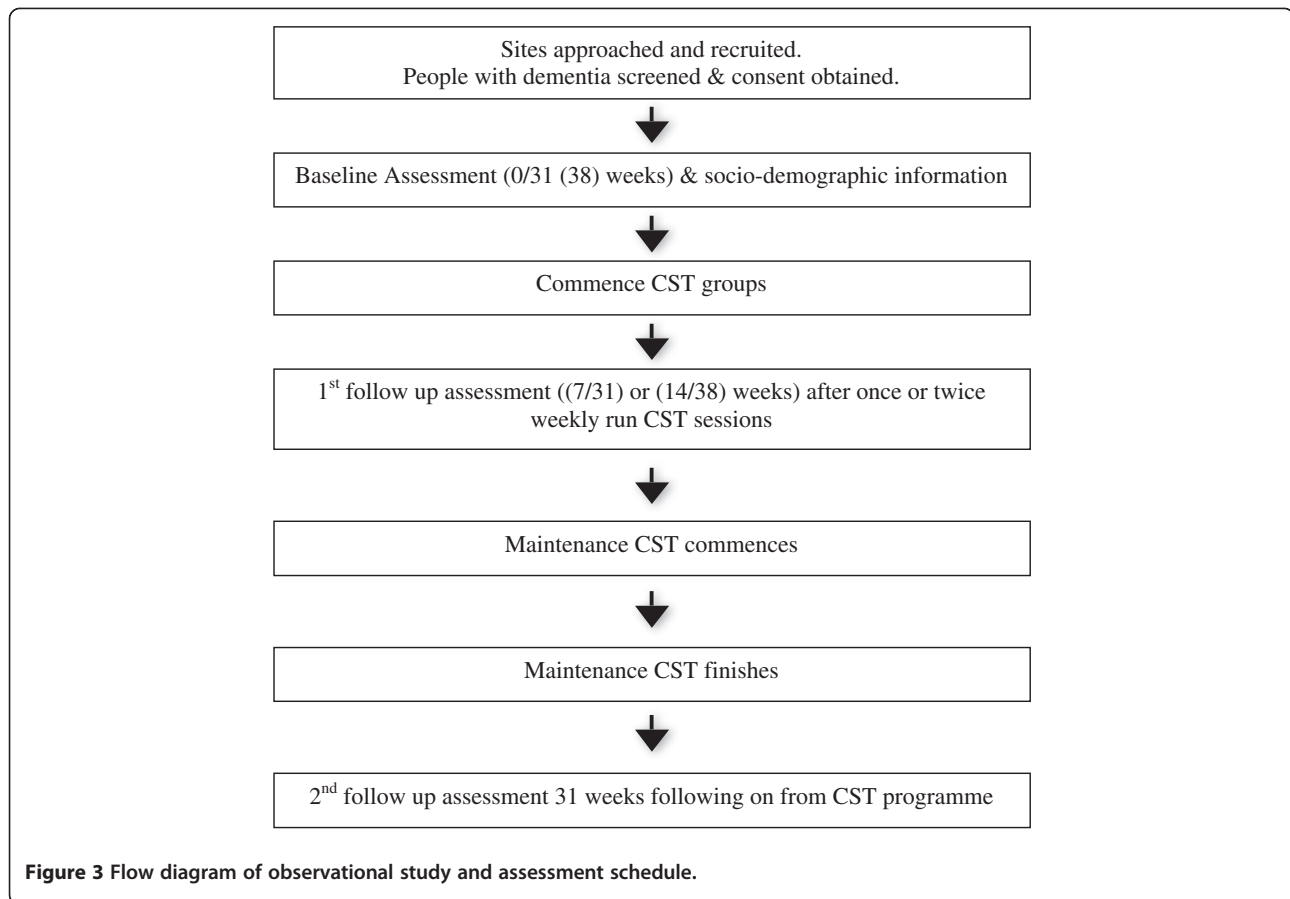 Sites approached and recruited.
People with dementia screened & consent obtained.
Baseline Assessment (0/31 (38) weeks) & socio-demographic information
Commence CST groups
1st follow up assessment ((7/31) or (14/38) weeks) after once or twice
weekly run CST sessions
Maintenance CST commences
Maintenance CST finishes
2nd follow up assessment 31 weeks following on from CST programme
Figure 3 Flow diagram of observational study and assessment schedule.